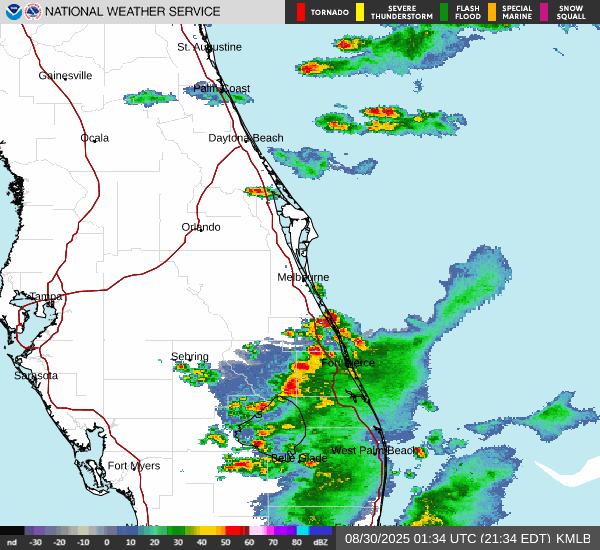 NATIONAL WEATHER SERVICE
TORNADO
SEVERE THUNDERSTORM
FLASH FLOOD
SPECIAL MARINE
SNOW SQUALL
St. Augustine
Gainesville
Palm Coast
Ocala
Daytona Beach
Orlando
Melbourne
Tampa
Sebring
Fort Pierce
Sarasota
West Palm Beach
Belle Glade
Fort Myers
nd -30 -20 -10 0 10 20 30 40 50 60 70 80 dBZ
08/30/2025 01:34 UTC (21:34 EDT) KMLB